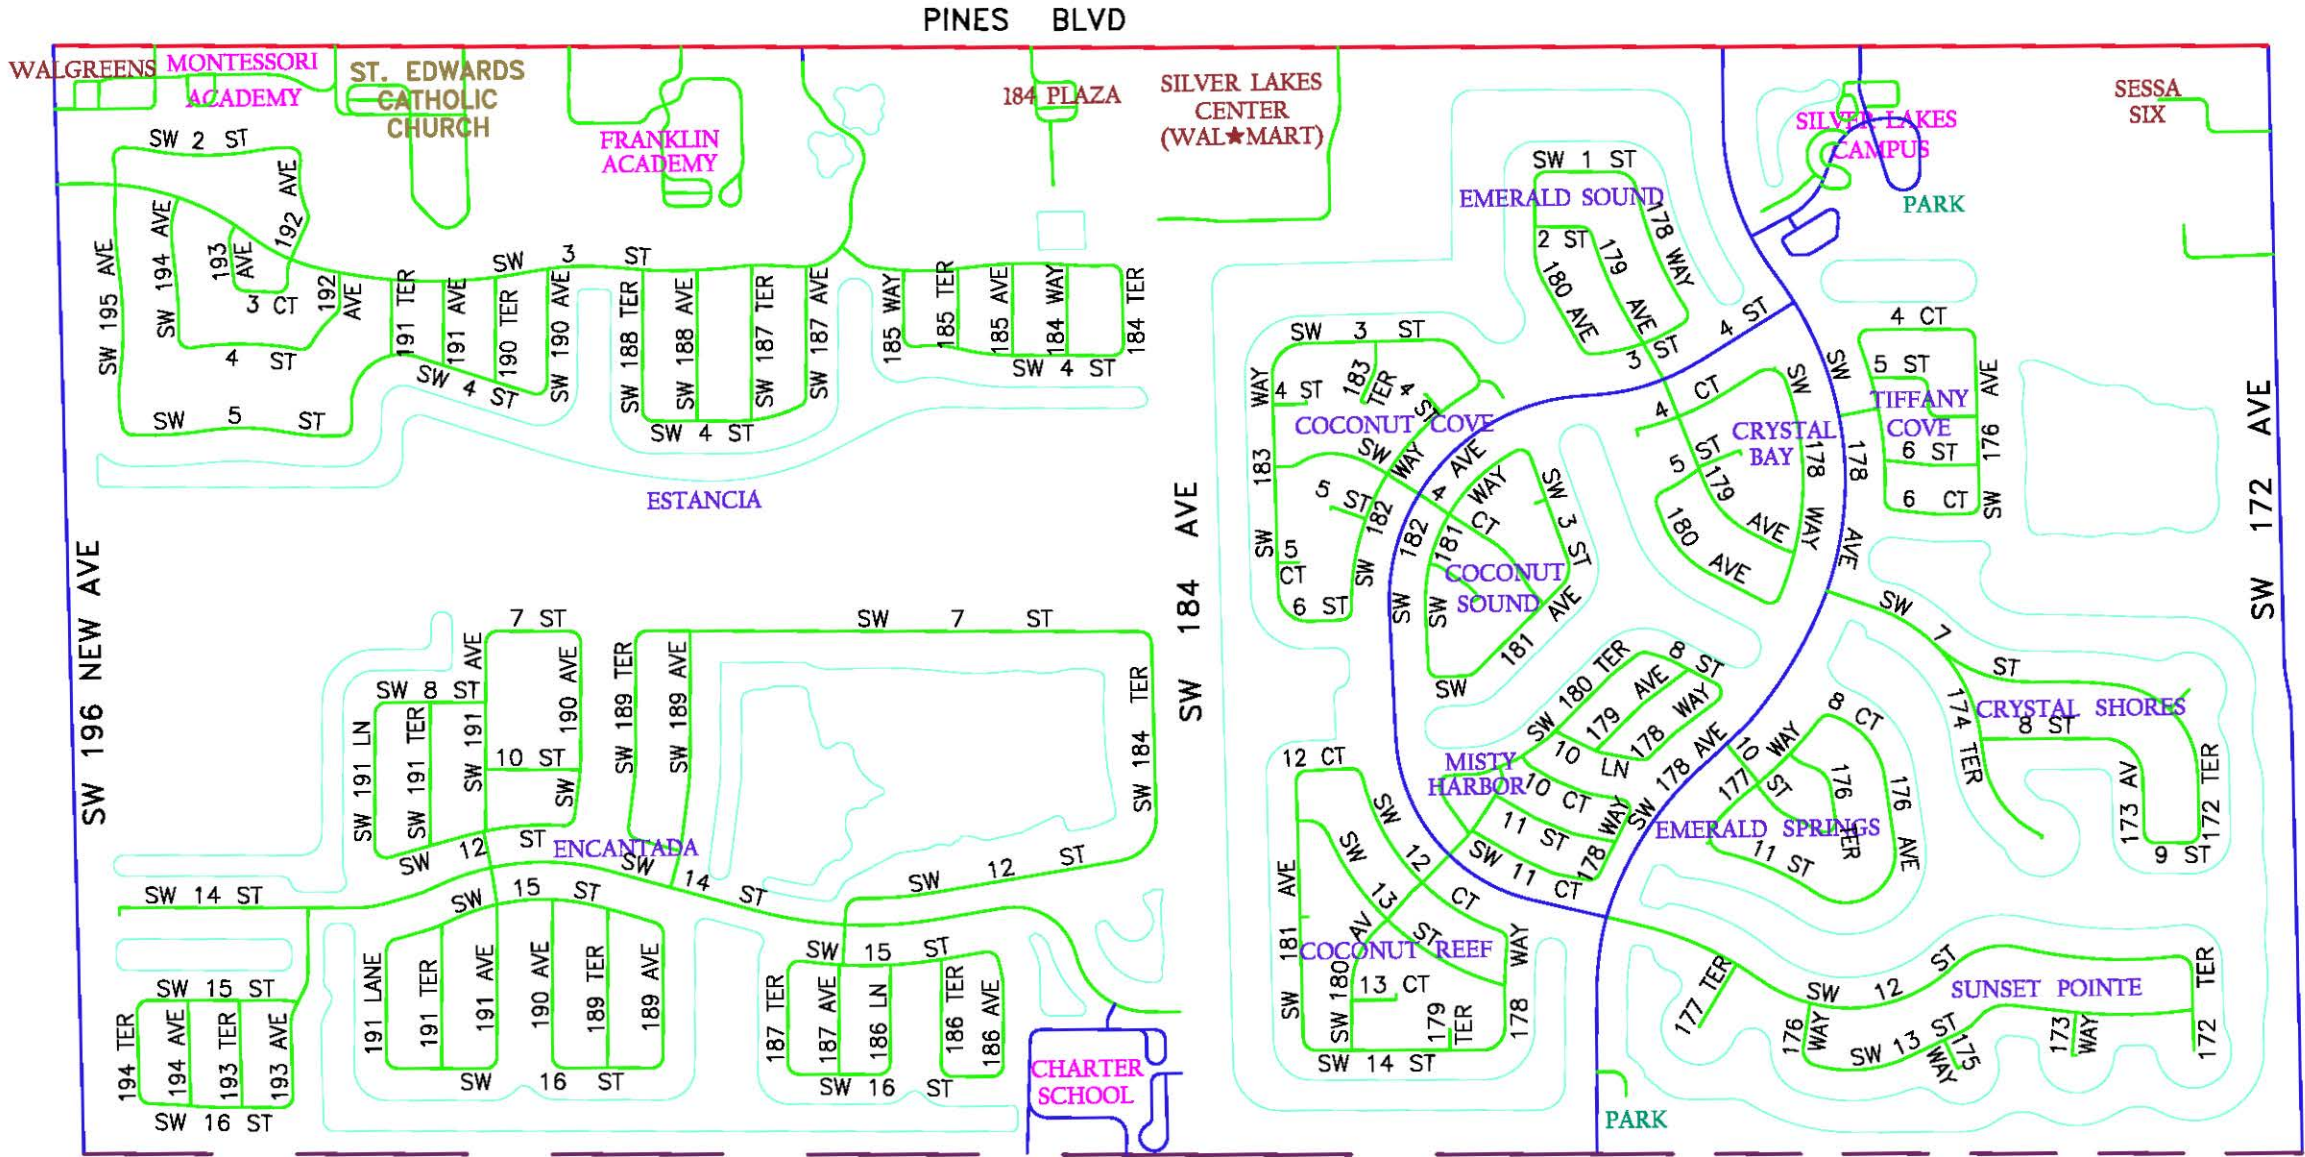 PINES BLVD
WALGREENS
MONTESSORI
ACADEMY
ST. EDWARDS
CATHOLIC
CHURCH
FRANKLIN
ACADEMY
184 PLAZA
SILVER LAKES
CENTER
(WAL★MART)
SILVER LAKES
CAMPUS
PARK
SESSA
SIX
SW 2 ST
192 AVE
192
SW 195 AVE
SW 194 AVE
193
AVE
3 CT
192
AVE
4 ST
SW 5 ST
SW 3 ST
191 TER
191 AVE
190 TER
SW 190 AVE
SW 4 ST
SW 188 TER
SW 188 AVE
SW 187 TER
SW 187 AVE
SW 4 ST
185 WAY
185 TER
185 AVE
184 WAY
184 TER
SW 4 ST
ESTANCIA
SW 196 NEW AVE
SW 184 AVE
SW 172 AVE
EMERALD SOUND
SW 1 ST
178 WAY
2 ST
179 AVE
180 AVE
3 ST
4 ST
SW 3 ST
SW 183 WAY
4 ST
183
TER
4 ST
COCONUT COVE
SW 4 CT
5 ST
SW 182 WAY
5
CT
6 ST
SW 182 AVE
SW 181 WAY
SW 3 ST
COCONUT
SOUND
181 AVE
SW
4 CT
5 ST
CRYSTAL
BAY
SW 178 WAY
179 AVE
180 AVE
SW 178 AVE
4 CT
5 ST
TIFFANY
COVE
6 ST
6 CT
SW 176 AVE
SW 7 ST
CRYSTAL SHORES
174 TER
8 ST
173 AV
172 TER
9 ST
7 ST
SW 8 ST
SW 191 LN
SW 191 TER
SW 191 AVE
SW 190 AVE
10 ST
SW 12 ST
SW 189 TER
SW 189 AVE
SW 7 ST
SW 184 TER
ENCANTADA
SW 14 ST
SW 12 ST
SW 14 ST
SW 15 ST
194 TER
194 AVE
193 TER
193 AVE
SW 16 ST
SW 15 ST
191 LANE
191 TER
191 AVE
190 AVE
189 TER
189 AVE
SW 16 ST
SW 15 ST
187 TER
187 AVE
186 LN
186 TER
186 AVE
SW 16 ST
CHARTER
SCHOOL
SW 180 TER
8 ST
179 AVE
178 WAY
10 LN
MISTY
HARBOR
10 CT
11 ST
178 WAY
SW 11 CT
SW 178 AVE
10 ST
177 WAY
8 CT
176 TER
176 AVE
EMERALD SPRINGS
11 ST
12 CT
SW 12 CT
SW 13 ST
SW 181 AVE
COCONUT REEF
SW 180 AV
13 CT
179
TER
178 WAY
SW 14 ST
SW 12 ST
177 TER
SUNSET POINTE
176
WAY
SW 13 ST
175
WAY
173
WAY
172 TER
PARK